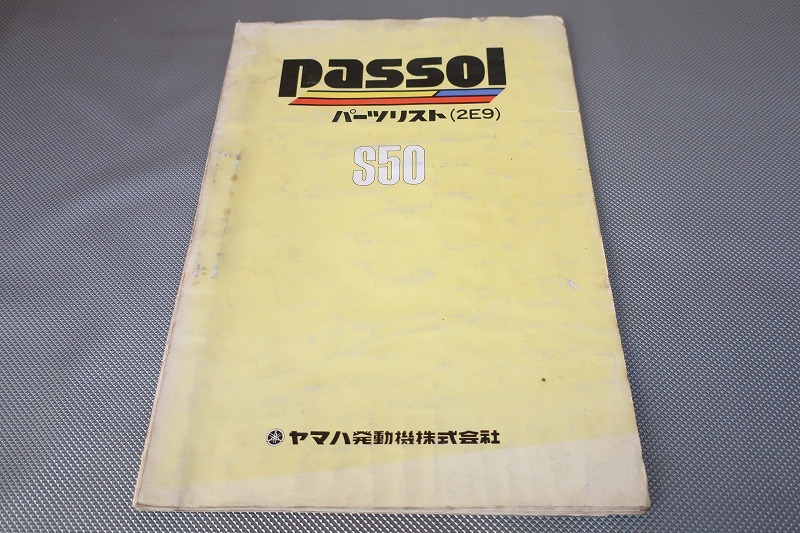 passol
パーツリスト(2E9)
S50
ヤマハ発動機株式会社